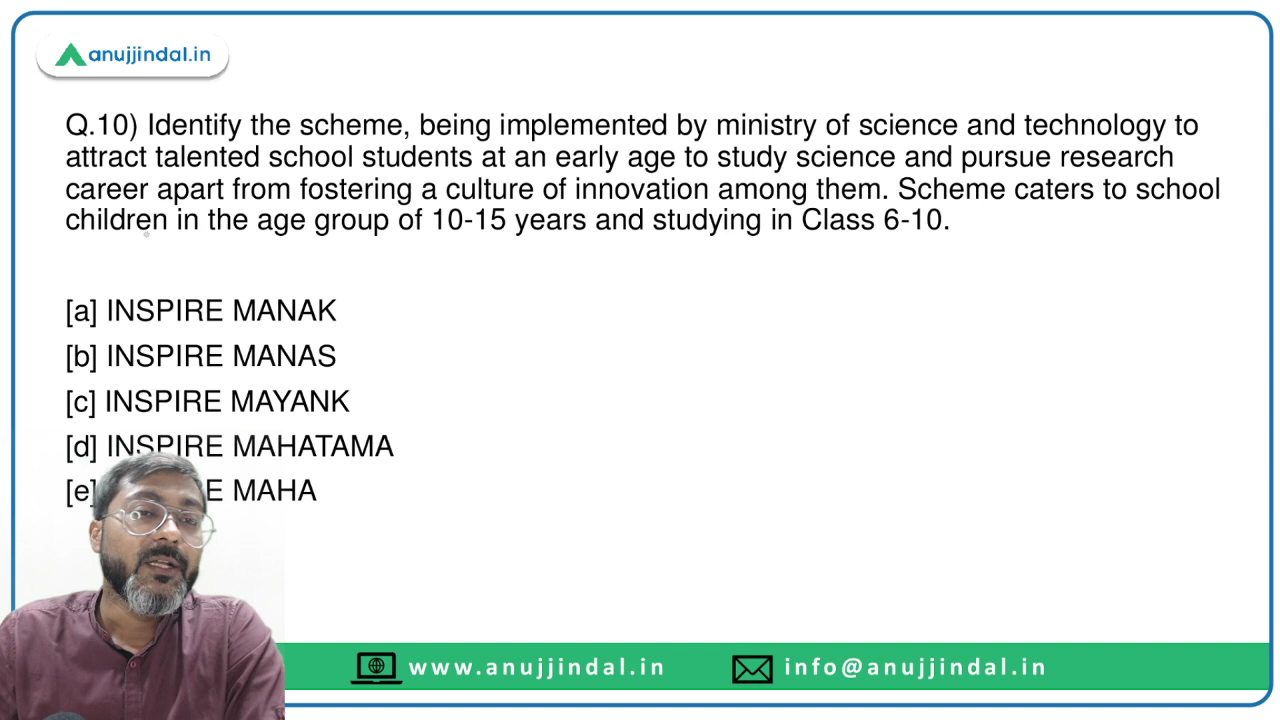 anujjindal.in
Q.10) Identify the scheme, being implemented by ministry of science and technology to
attract talented school students at an early age to study science and pursue research
career apart from fostering a culture of innovation among them. Scheme caters to school
children in the age group of 10-15 years and studying in Class 6-10.
[a] INSPIRE MANAK
[b] INSPIRE MANAS
[c] INSPIRE MAYANK
[d] INSPIRE MAHATAMA
[e] MAHA
www.anujjindal.in
info@anujjindal.in